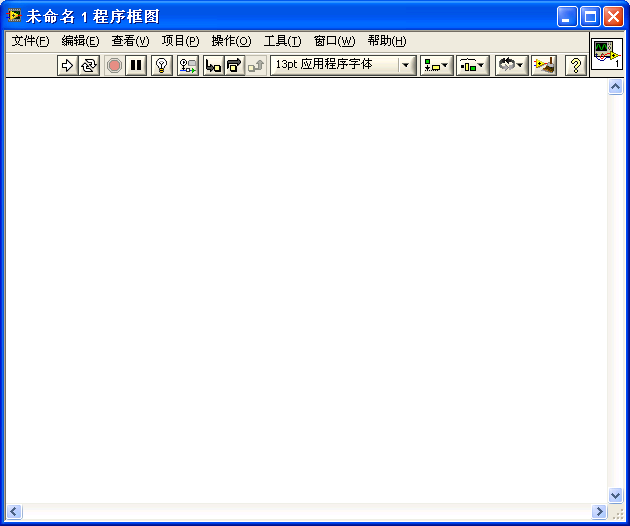 未命名 1 程序框图
文件(F) 编辑(E) 查看(V) 项目(P) 操作(O) 工具(T) 窗口(W) 帮助(H)
13pt 应用程序字体
?
1